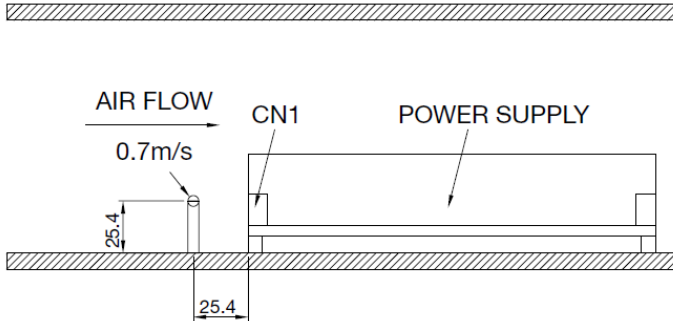 AIR FLOW
CN1
POWER SUPPLY
0.7m/s
25.4
25.4